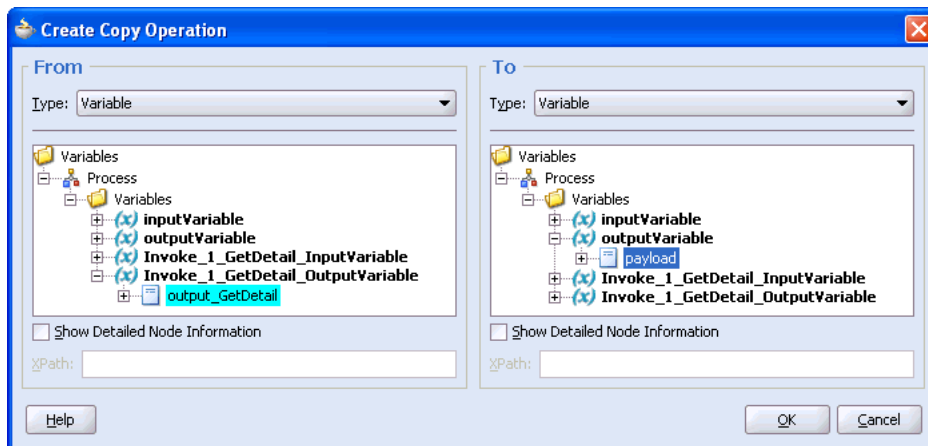 Create Copy Operation
From
Type: Variable
Variables
Process
Variables
(x) inputVariable
(x) outputVariable
(x) Invoke_1_GetDetail_InputVariable
(x) Invoke_1_GetDetail_OutputVariable
output_GetDetail
Show Detailed Node Information
XPath:
To
Type: Variable
Variables
Process
Variables
(x) inputVariable
(x) outputVariable
payload
(x) Invoke_1_GetDetail_InputVariable
(x) Invoke_1_GetDetail_OutputVariable
Show Detailed Node Information
XPath:
Help
OK
Cancel